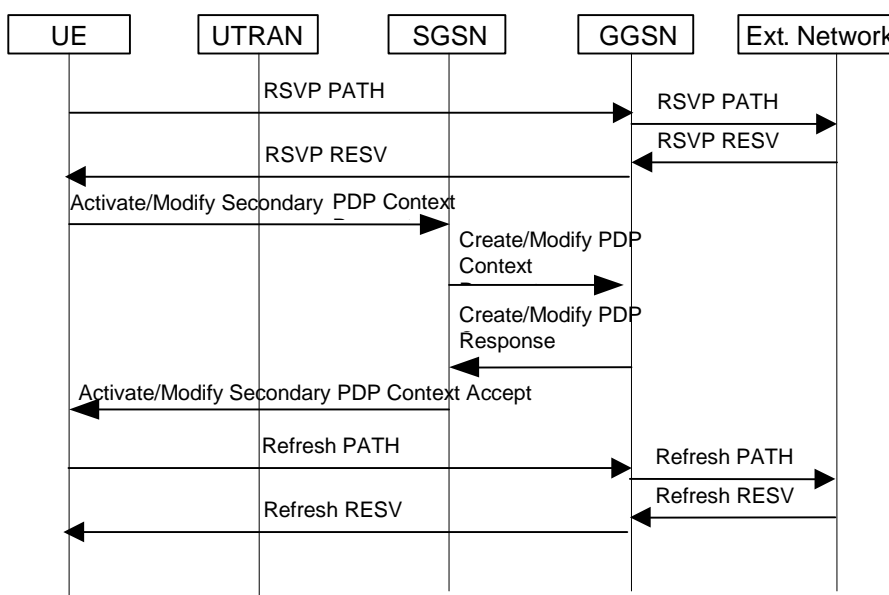 UE
UTRAN
SGSN
GGSN
Ext. Network
RSVP PATH
RSVP PATH
RSVP RESV
RSVP RESV
Activate/Modify Secondary PDP Context
Create/Modify PDP
Context
Create/Modify PDP
Response
Activate/Modify Secondary PDP Context Accept
Refresh PATH
Refresh PATH
Refresh RESV
Refresh RESV